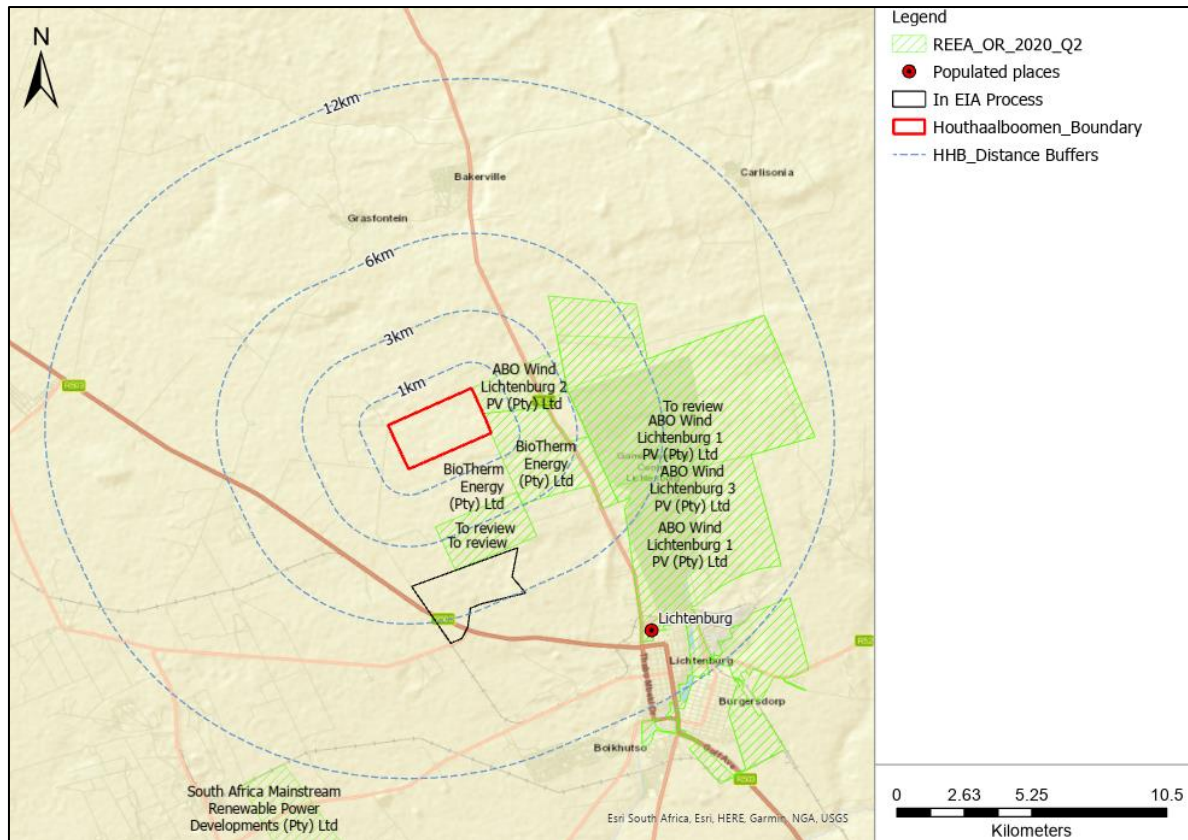 N
12km
Bakerville
Carlisonia
Grasfontein
6km
3km
1km
R503
ABO Wind
Lichtenburg 2
PV (Pty) Ltd
To review
ABO Wind
Lichtenburg 1
PV (Pty) Ltd
BioTherm
Energy
(Pty) Ltd
BioTherm
Energy
(Pty) Ltd
ABO Wind
Lichtenburg 3
PV (Pty) Ltd
To review
To review
ABO Wind
Lichtenburg 1
PV (Pty) Ltd
Lichtenburg
Lichtenburg
Burgersdorp
Boikhutso
South Africa Mainstream
Renewable Power
Developments (Pty) Ltd
Esri South Africa, Esri, HERE, Garmin, NGA, USGS
Legend
REEA_OR_2020_Q2
Populated places
In EIA Process
Houthaalboomen_Boundary
HHB_Distance Buffers
0 2.63 5.25 10.5
Kilometers